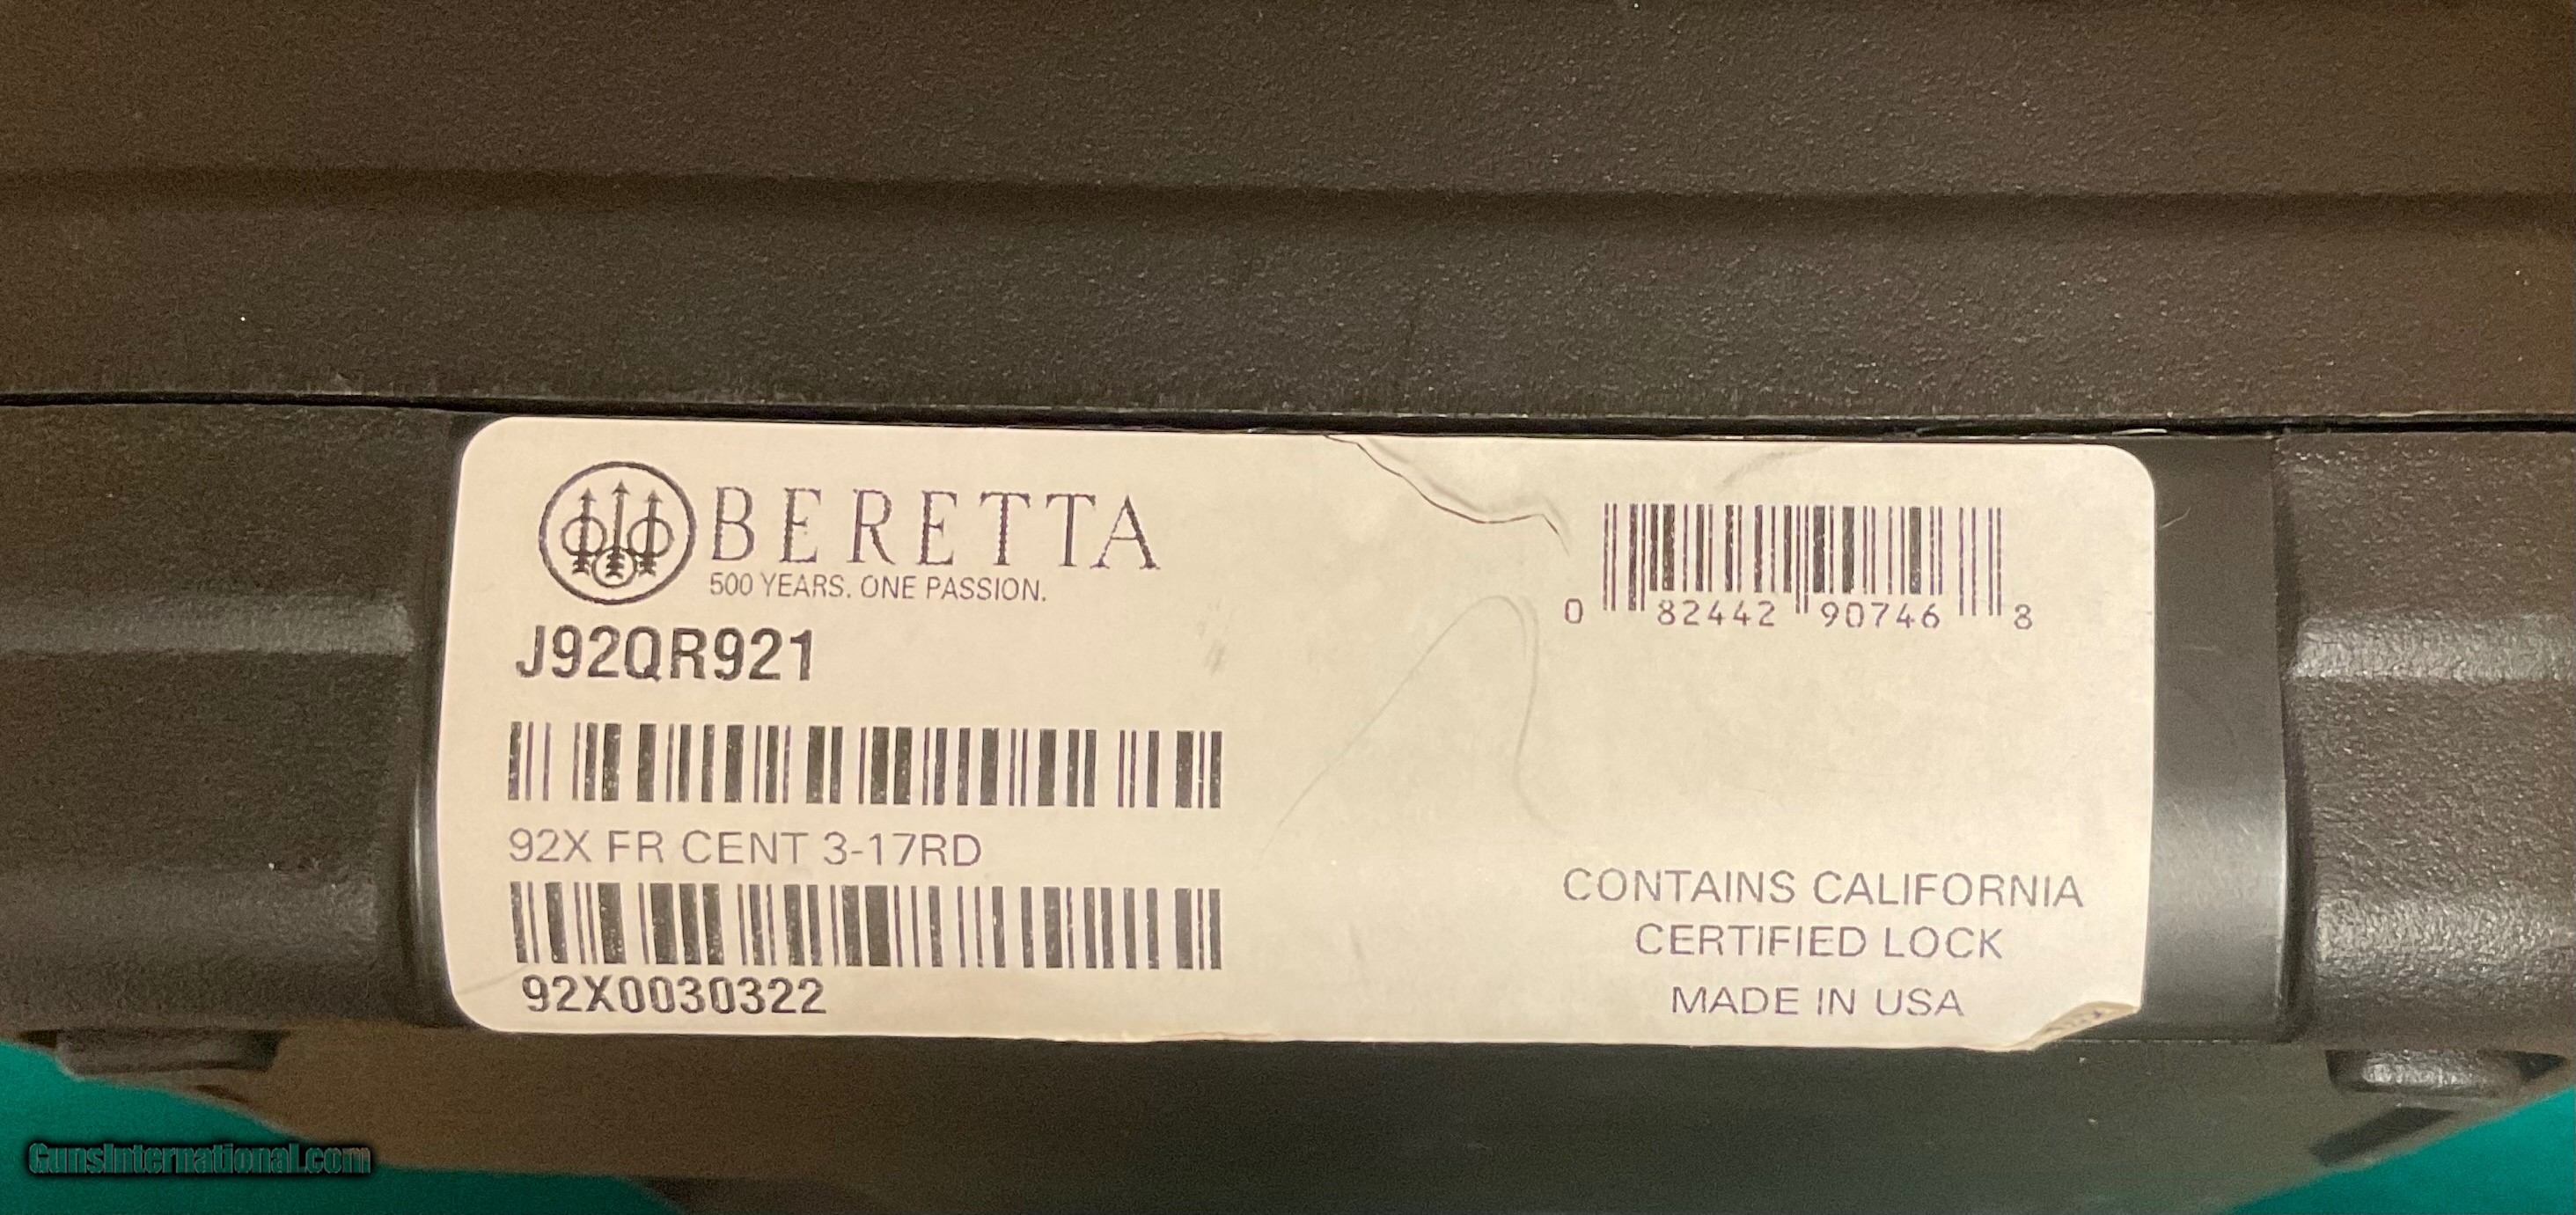 BERETTA
500 YEARS. ONE PASSION.
J92QR921
92X FR CENT 3-17RD
92X0030322
0 82442 90746 8
CONTAINS CALIFORNIA
CERTIFIED LOCK
MADE IN USA
GunsInternational.com